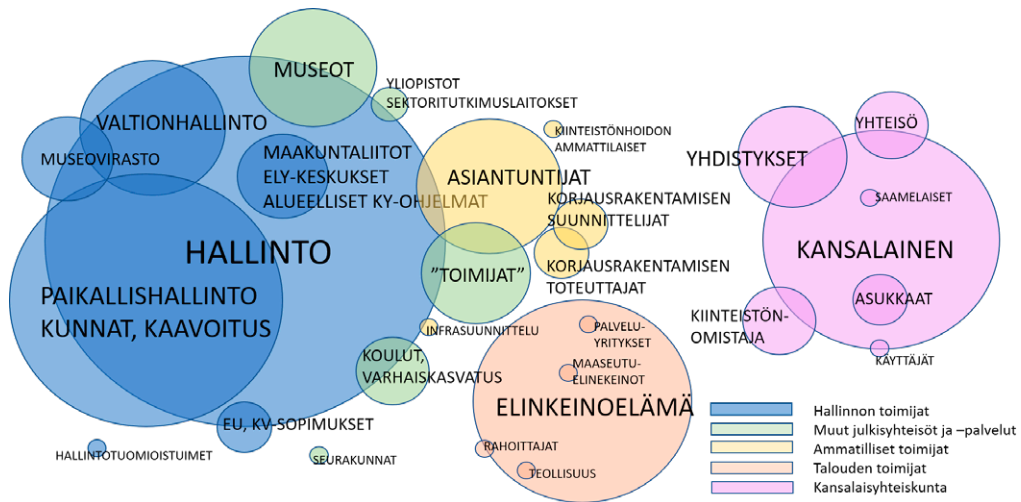 MUSEOT
YLIOPISTOT
SEKTORITUTKIMUSLAITOKSET
VALTIONHALLINTO
MUSEOVIRASTO
MAAKUNTALIITOT
ELY-KESKUKSET
ALUEELLISET KY-OHJELMAT
HALLINTO
PAIKALLISHALLINTO
KUNNAT, KAAVOITUS
EU, KV-SOPIMUKSET
HALLINTOTUOMIOISTUIMET
SEURAKUNNAT
KOULUT,
VARHAISKASVATUS
INFRASUUNNITTELU
"TOIMIJAT"
ASIANTUNTIJAT
KIINTEISTÖNHOIDON
AMMATTILAISET
KORJAUSRAKENTAMISEN
SUUNNITTELIJAT
KORJAUSRAKENTAMISEN
TOTEUTTAJAT
PALVELU-
YRITYKSET
MAASEUTU-
ELINEKEINOT
ELINKEINOELÄMÄ
RAHOITTAJAT
TEOLLISUUS
YHDISTYKSET
YHTEISÖ
SAAMELAISET
KANSALAINEN
ASUKKAAT
KIINTEISTÖN-
OMISTAJA
KÄYTTÄJÄT
Hallinnon toimijat
Muut julkisyhteisöt ja –palvelut
Ammatilliset toimijat
Talouden toimijat
Kansalaisyhteiskunta